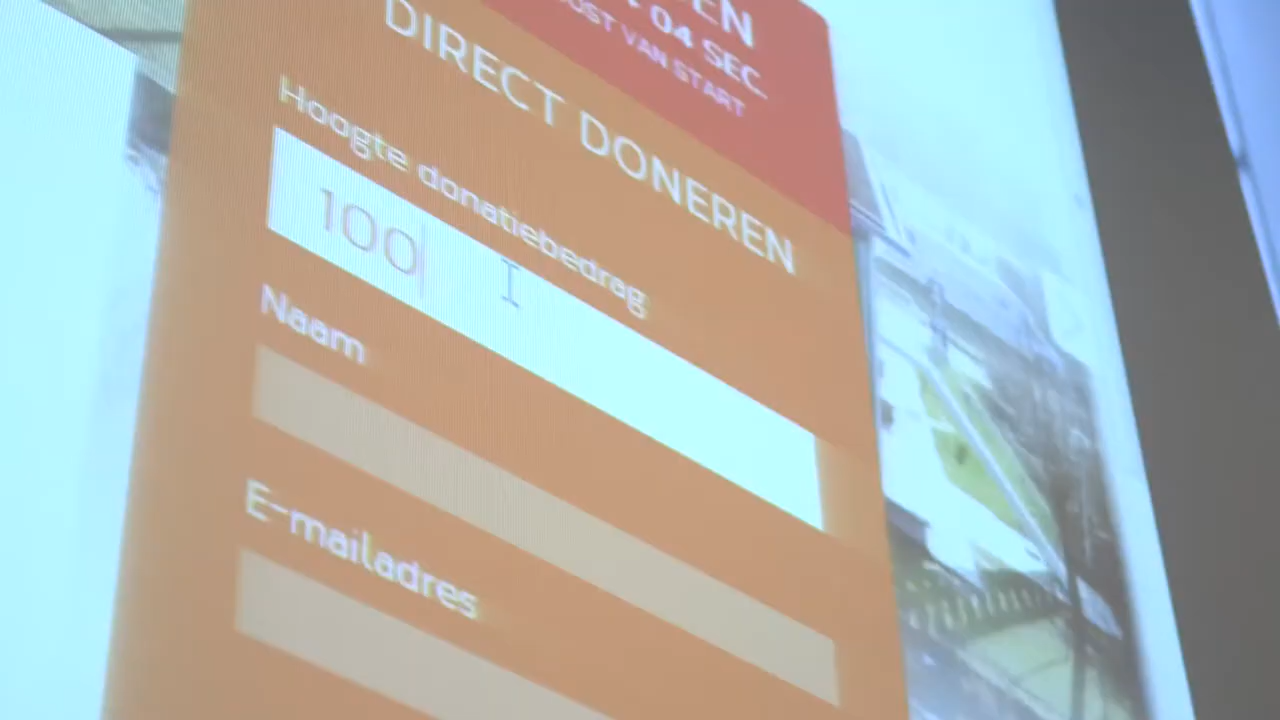 04 SEC
VAN START
DIRECT DONEREN
Hoogte donatiebedrag
100
Naam
E-mailadres